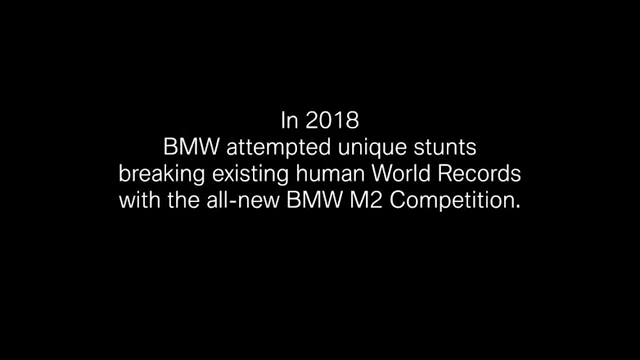 In 2018
BMW attempted unique stunts
breaking existing human World Records
with the all-new BMW M2 Competition.